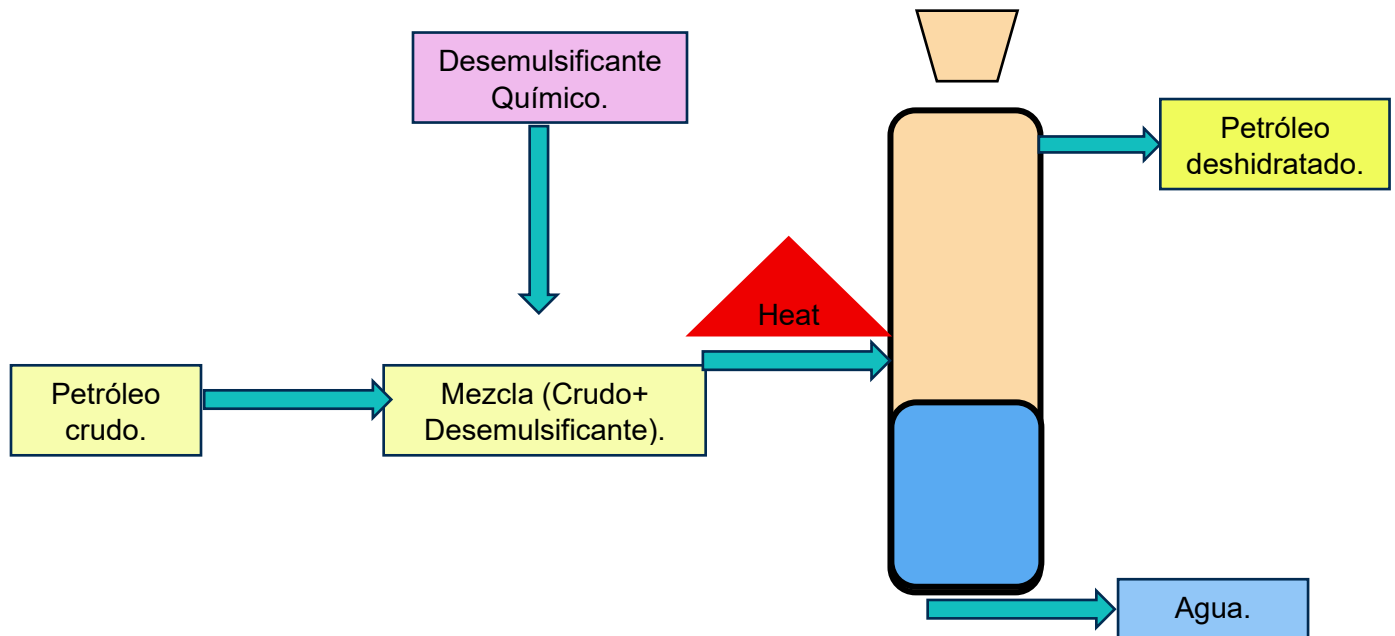 Desemulsificante
Químico.
Petróleo
deshidratado.
Heat
Petróleo
crudo.
Mezcla (Crudo+
Desemulsificante).
Agua.